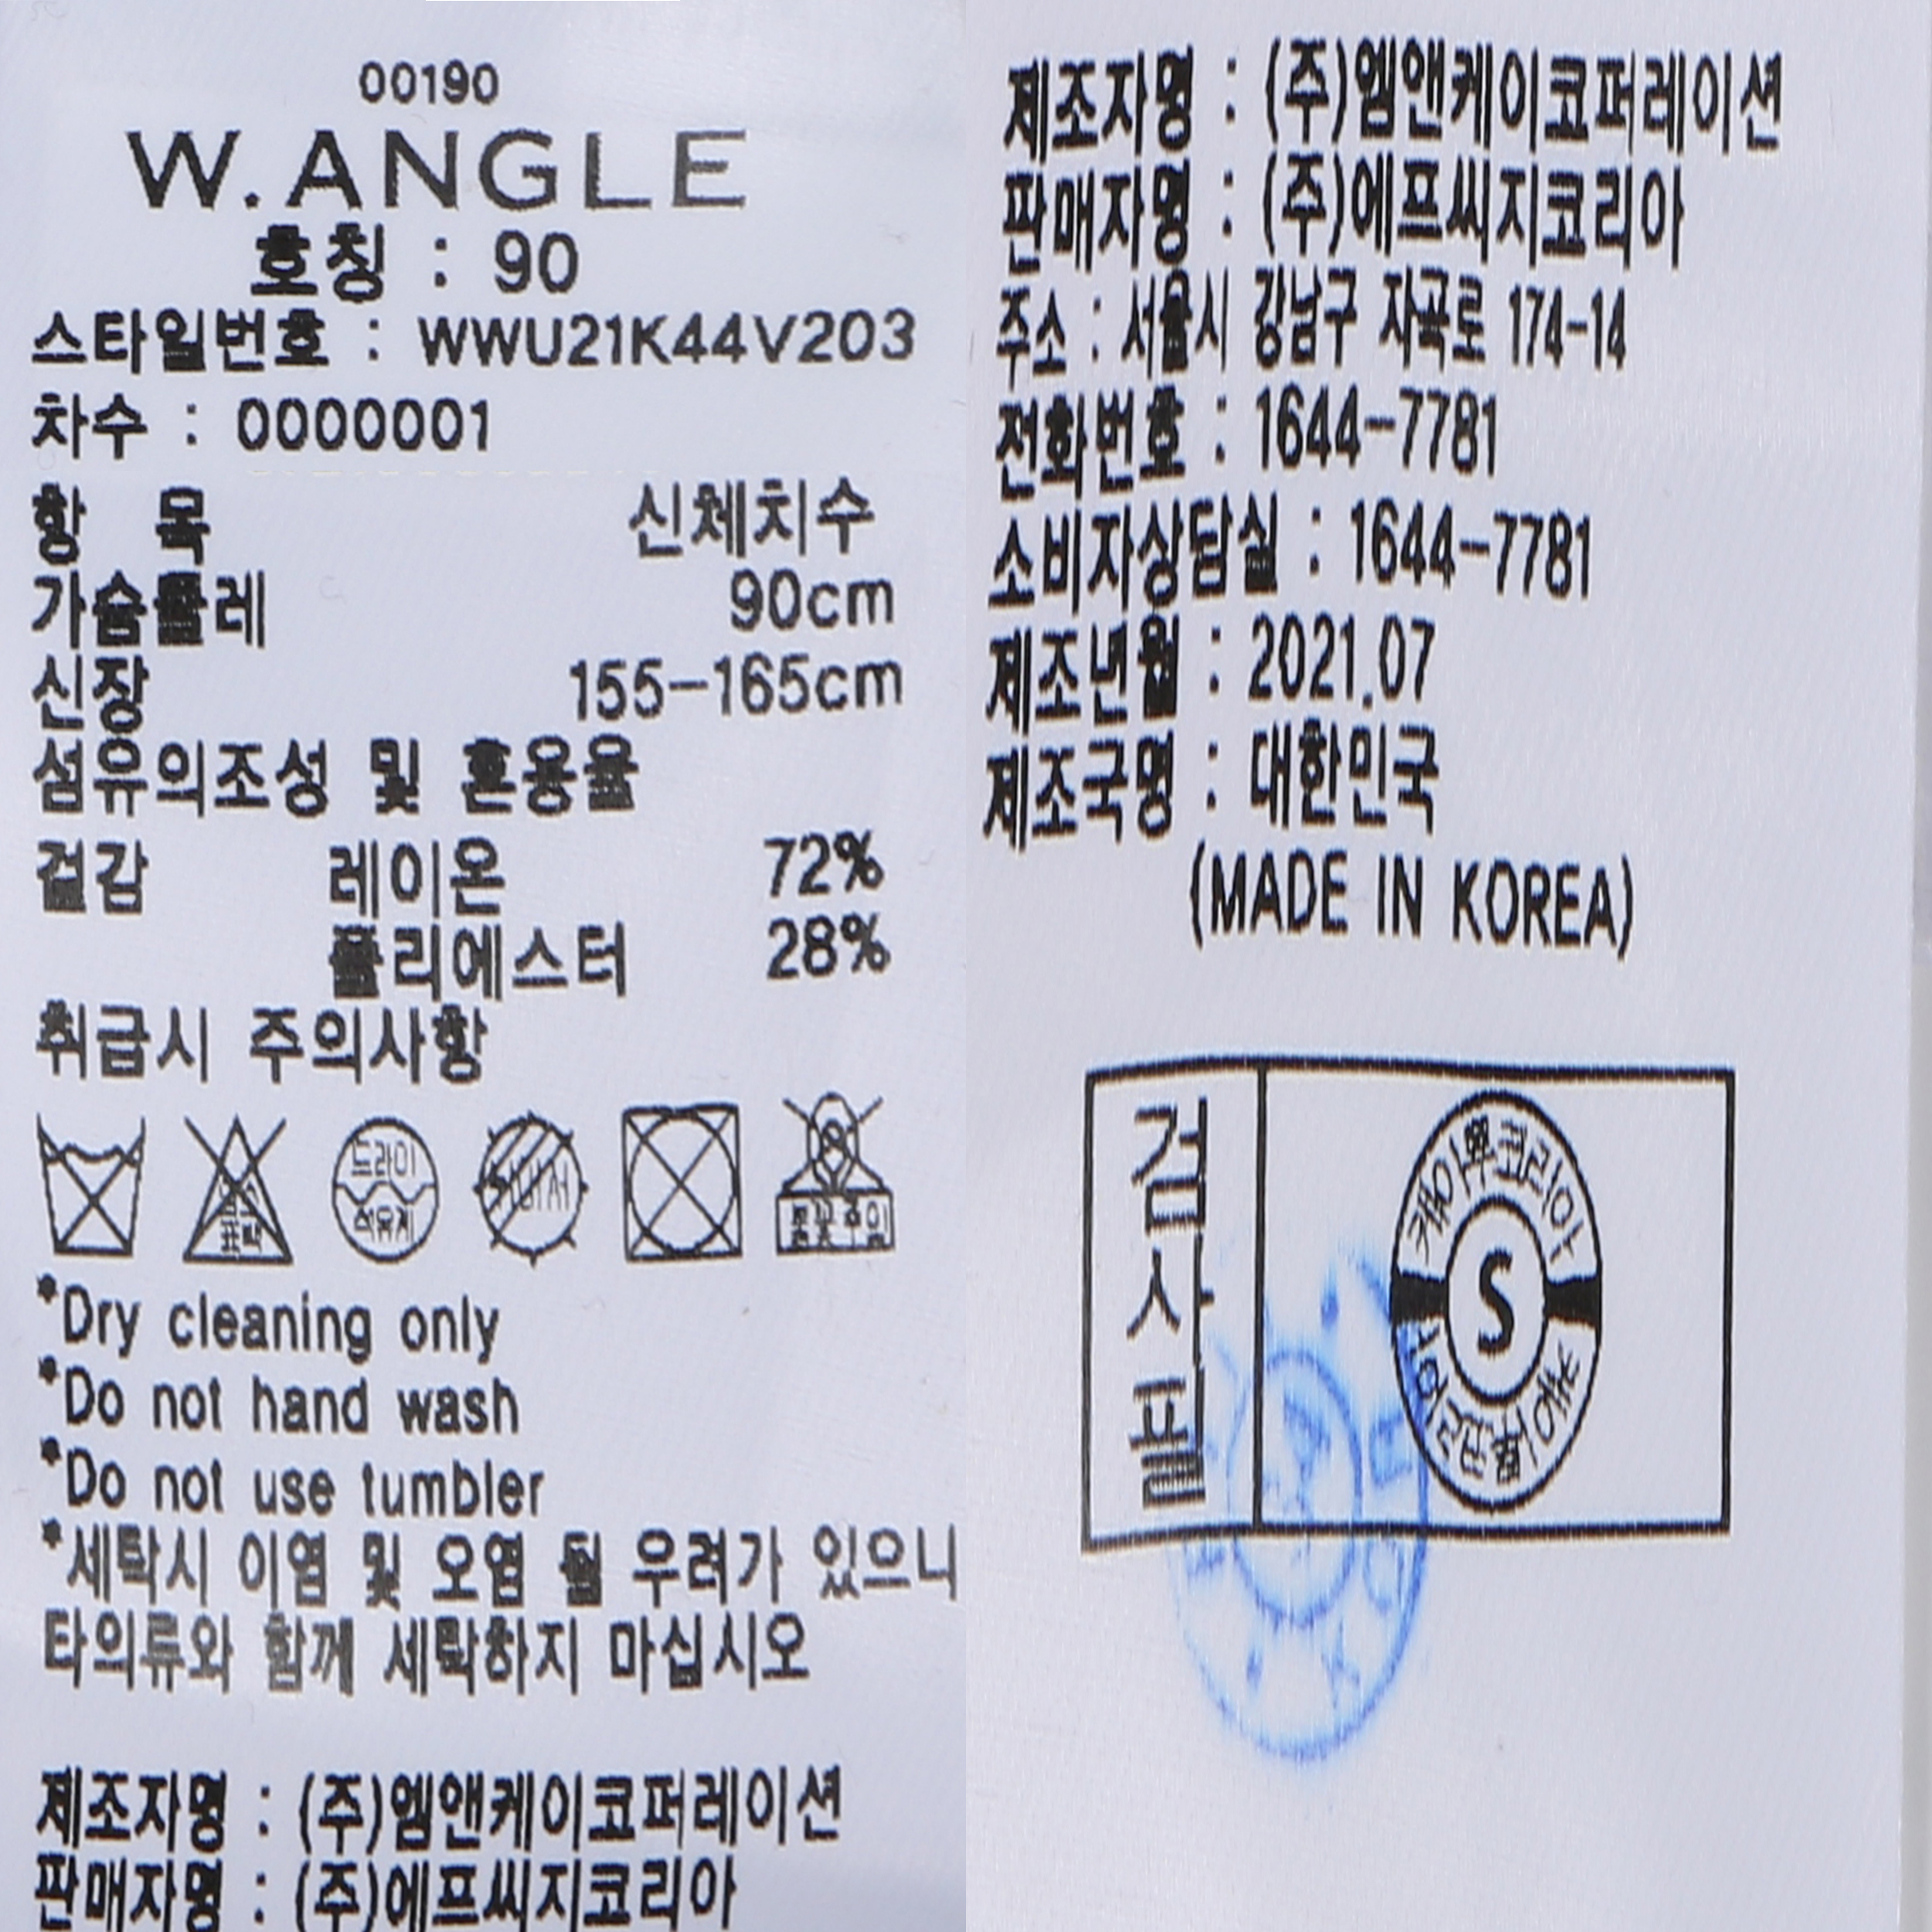 00190
W.ANGLE
호칭 : 90
스타일번호 : WWU21K44V203
차수 : 0000001
항 목 신체치수
가슴둘레 90cm
신장 155-165cm
섬유의조성 및 혼용율
겉감 레이온 72%
폴리에스터 28%
취급시 주의사항
드라이
석유계
표백
*Dry cleaning only
*Do not hand wash
*Do not use tumbler
*세탁시 이염 및 오염 될 우려가 있으니
타의류와 함께 세탁하지 마십시오
제조자명 : (주)엠앤케이코퍼레이션
판매자명 : (주)에프씨지코리아
제조자명 : (주)엠앤케이코퍼레이션
판매자명 : (주)에프씨지코리아
주소 : 서울시 강남구 자곡로 174-14
전화번호 : 1644-7781
소비자상담실 : 1644-7781
제조년월 : 2021.07
제조국명 : 대한민국
(MADE IN KOREA)
검사필
S